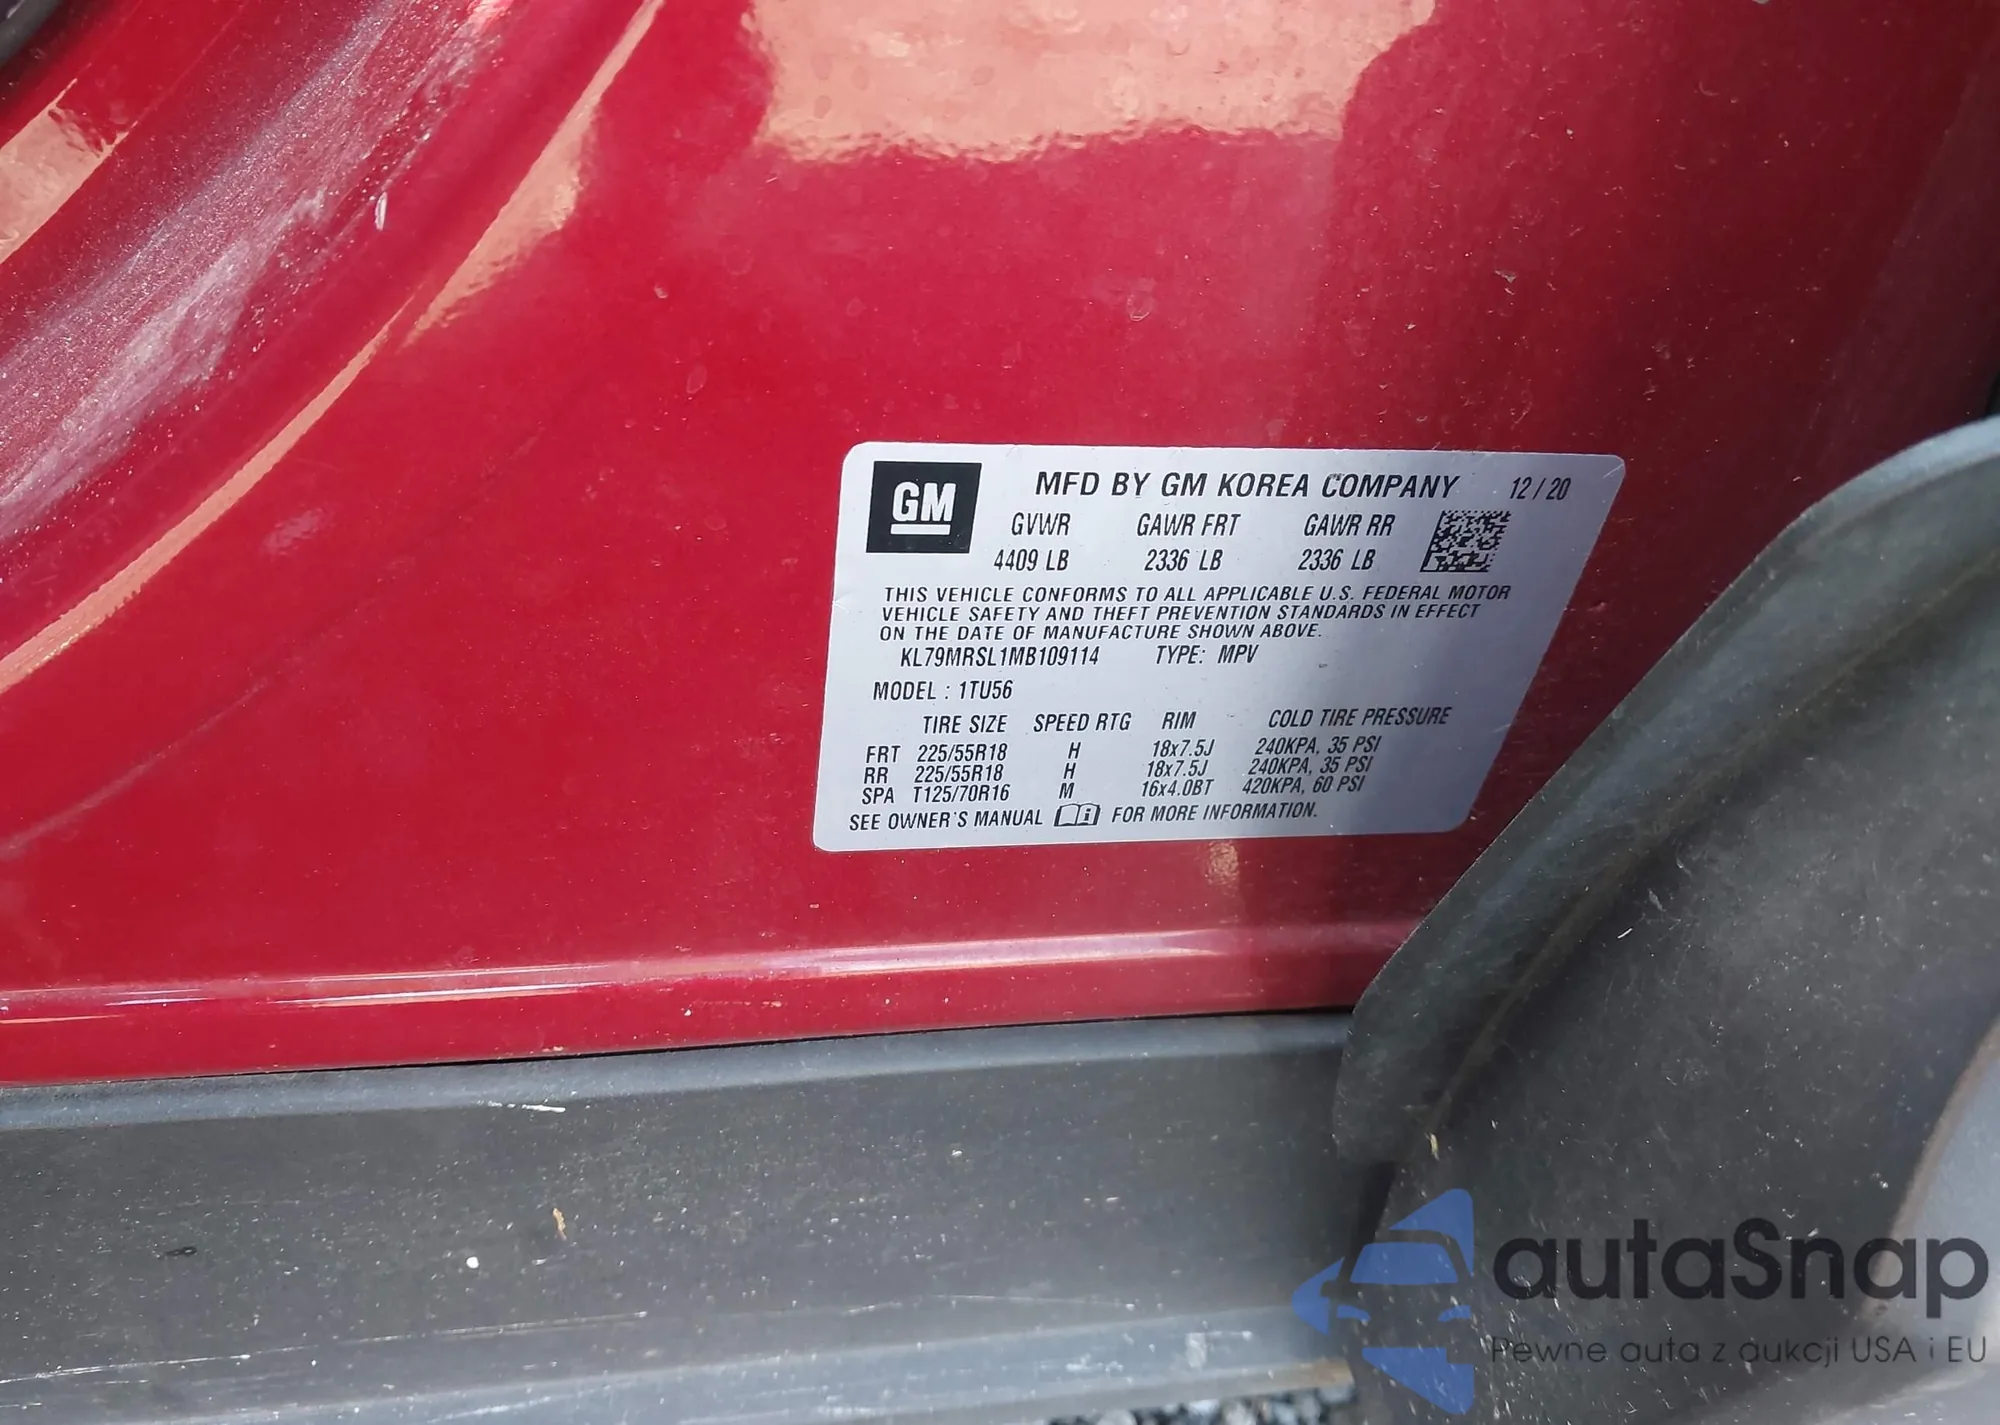 GM
MFD BY GM KOREA COMPANY 12/20
GVWR GAWR FRT GAWR RR
4409 LB 2336 LB 2336 LB
THIS VEHICLE CONFORMS TO ALL APPLICABLE U.S. FEDERAL MOTOR
VEHICLE SAFETY AND THEFT PREVENTION STANDARDS IN EFFECT
ON THE DATE OF MANUFACTURE SHOWN ABOVE.
KL79MRSL1MB109114 TYPE: MPV
MODEL : 1TU56
TIRE SIZE SPEED RTG RIM COLD TIRE PRESSURE
FRT 225/55R18 H 18x7.5J 240KPA, 35 PSI
RR 225/55R18 H 18x7.5J 240KPA, 35 PSI
SPA T125/70R16 M 16x4.0BT 420KPA, 60 PSI
SEE OWNER'S MANUAL i FOR MORE INFORMATION.
autaSnap
Pewne auta z aukcji USA i EU